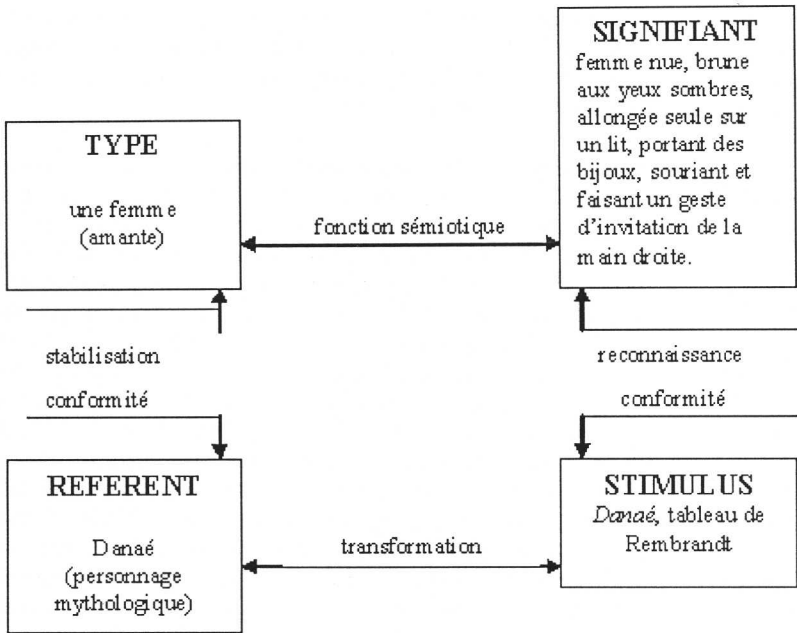 SIGNIFIANT
femme nue, brune
aux yeux sombres,
allongée seule sur
un lit, portant des
bijoux, souriant et
faisant un geste
d'invitation de la
main droite.
TYPE
une femme
(amante)
fonction sémiotique
stabilisation
conformité
reconnaissance
conformité
REFERENT
Danaé
(personnage
mythologique)
transformation
STIMULUS
Danaé, tableau de
Rembrandt